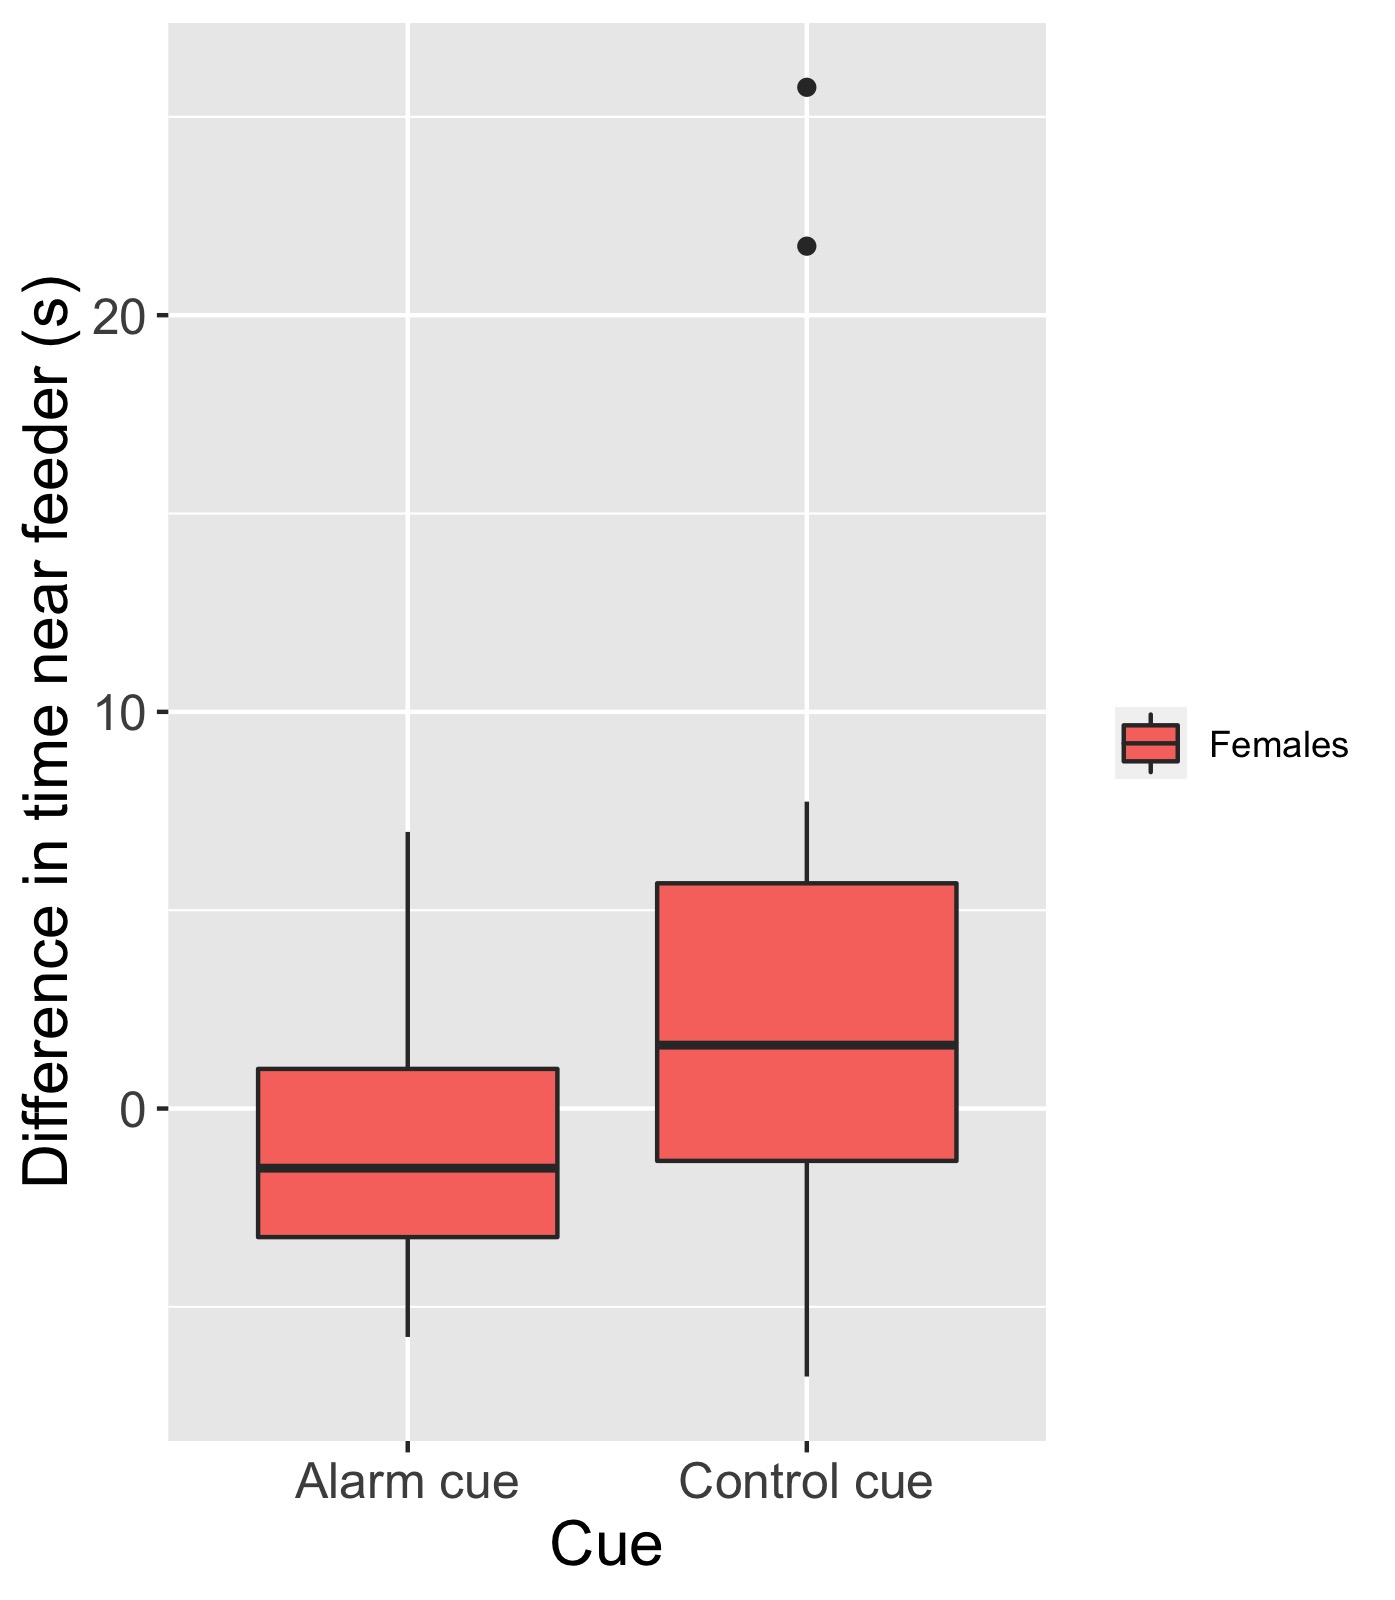 Difference in time near feeder (s)
20
10
0
Alarm cue
Control cue
Cue
Females